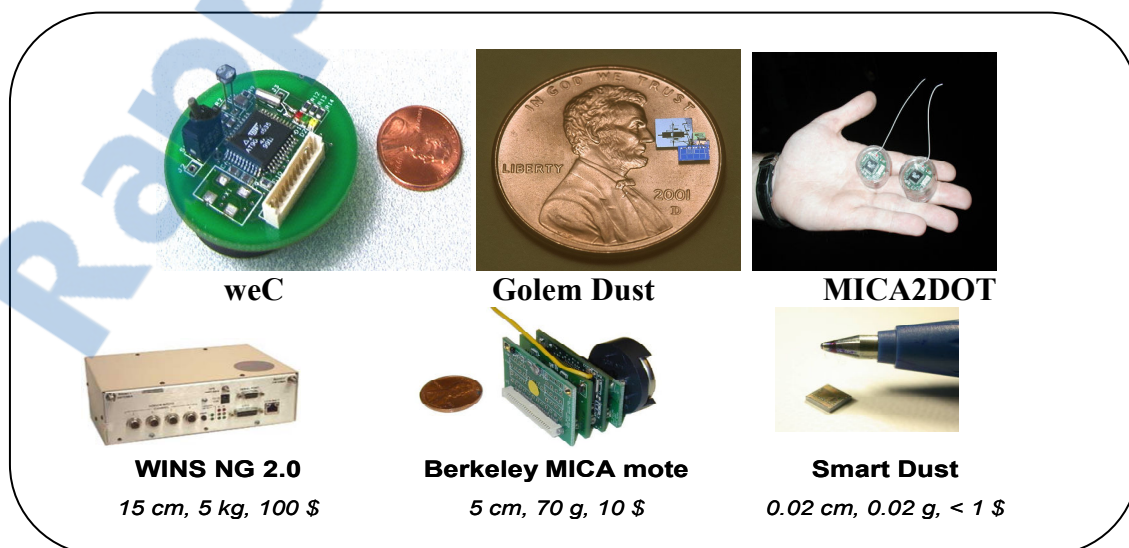 Rapp
IN GOD WE TRUST
LIBERTY
2001
D
weC
Golem Dust
MICA2DOT
WINS NG 2.0
Berkeley MICA mote
Smart Dust
15 cm, 5 kg, 100 $
5 cm, 70 g, 10 $
0.02 cm, 0.02 g, < 1 $